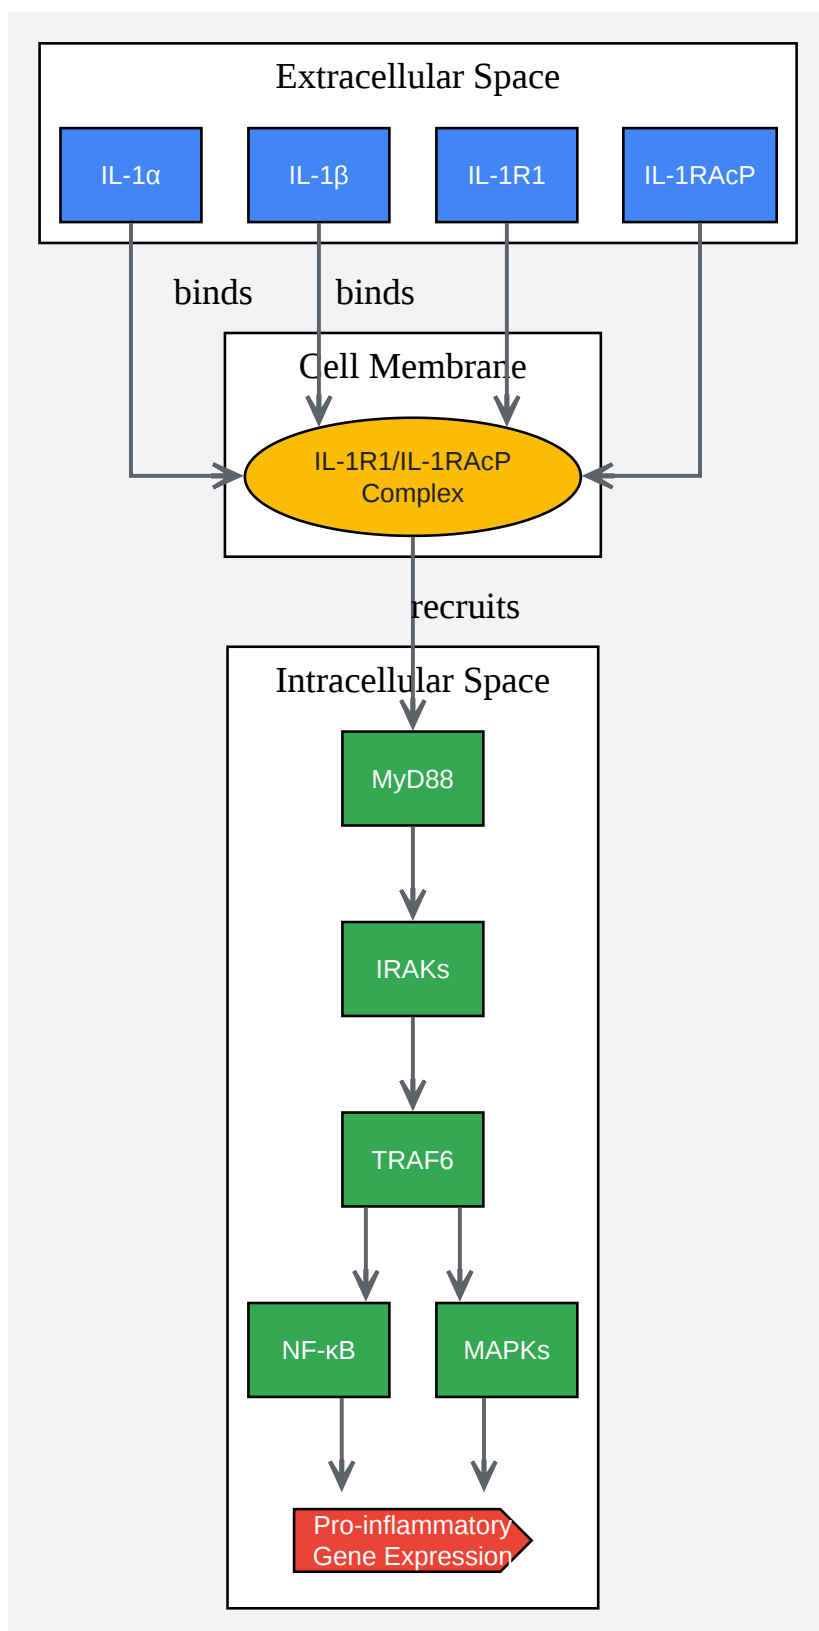 Extracellular Space
IL-1α
IL-1β
IL-1R1
IL-1RAcP
binds
binds
Cell Membrane
IL-1R1/IL-1RAcP
Complex
recruits
Intracellular Space
MyD88
IRAKs
TRAF6
NF-κB
MAPKs
Pro-inflammatory
Gene Expression